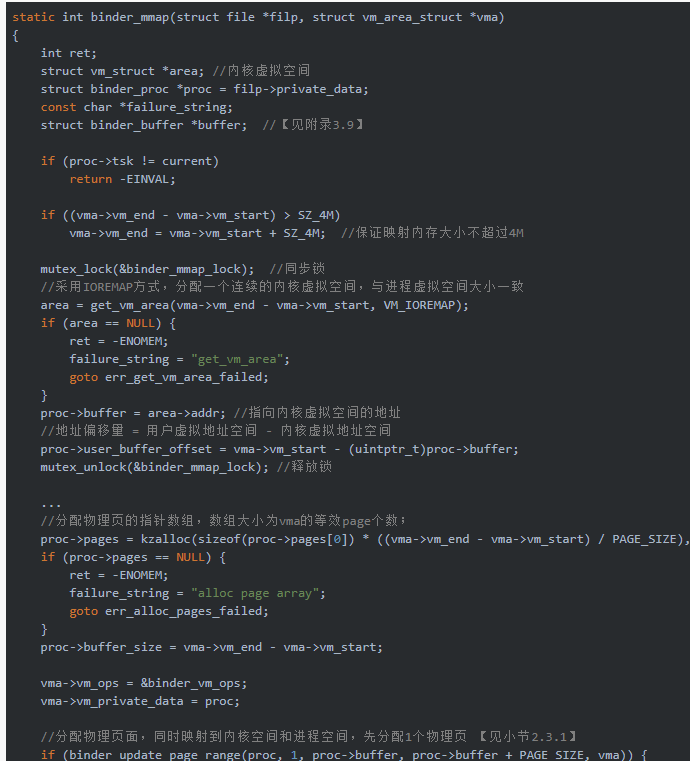 static int binder_mmap(struct file *filp, struct vm_area_struct *vma)
{
    int ret;
    struct vm_struct *area; //内核虚拟空间
    struct binder_proc *proc = filp->private_data;
    const char *failure_string;
    struct binder_buffer *buffer;  //【见附录3.9】

    if (proc->tsk != current)
        return -EINVAL;

    if ((vma->vm_end - vma->vm_start) > SZ_4M)
        vma->vm_end = vma->vm_start + SZ_4M;  //保证映射内存大小不超过4M

    mutex_lock(&binder_mmap_lock);  //同步锁
    //采用IOREMAP方式，分配一个连续的内核虚拟空间，与进程虚拟空间大小一致
    area = get_vm_area(vma->vm_end - vma->vm_start, VM_IOREMAP);
    if (area == NULL) {
        ret = -ENOMEM;
        failure_string = "get_vm_area";
        goto err_get_vm_area_failed;
    }
    proc->buffer = area->addr; //指向内核虚拟空间的地址
    //地址偏移量 = 用户虚拟地址空间 - 内核虚拟地址空间
    proc->user_buffer_offset = vma->vm_start - (uintptr_t)proc->buffer;
    mutex_unlock(&binder_mmap_lock); //释放锁

    ...
    //分配物理页的指针数组，数组大小为vma的等效page个数；
    proc->pages = kzalloc(sizeof(proc->pages[0]) * ((vma->vm_end - vma->vm_start) / PAGE_SIZE),
    if (proc->pages == NULL) {
        ret = -ENOMEM;
        failure_string = "alloc page array";
        goto err_alloc_pages_failed;
    }
    proc->buffer_size = vma->vm_end - vma->vm_start;

    vma->vm_ops = &binder_vm_ops;
    vma->vm_private_data = proc;

    //分配物理页面，同时映射到内核空间和进程空间，先分配1个物理页 【见小节2.3.1】
    if (binder_update_page_range(proc, 1, proc->buffer, proc->buffer + PAGE_SIZE, vma)) {